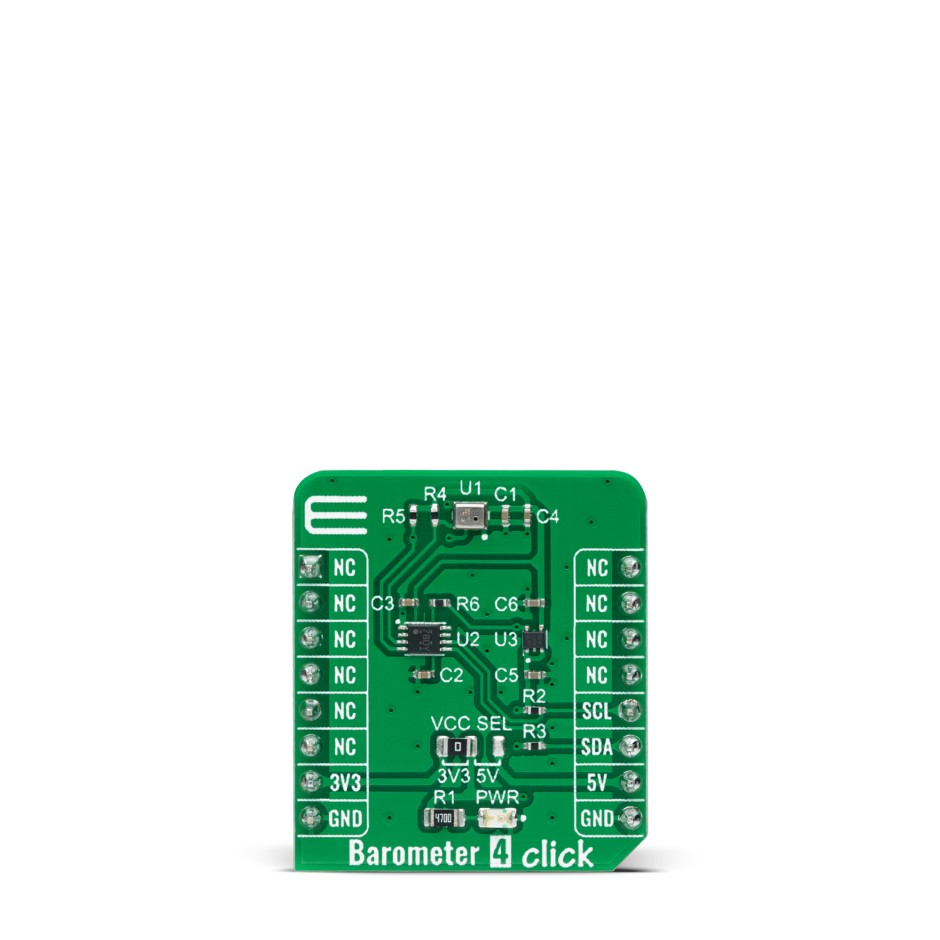 R4 U1 C1
R5 C4
NC NC
C3 R6 C6 NC NC
NC U2 U3 NC
NC C2 C5 NC
R2
NC SCL
VCC SEL R3
NC 0 SDA
3V3 5V
3V3 5V
R1 PWR
GND 4700 GND
Barometer 4 click